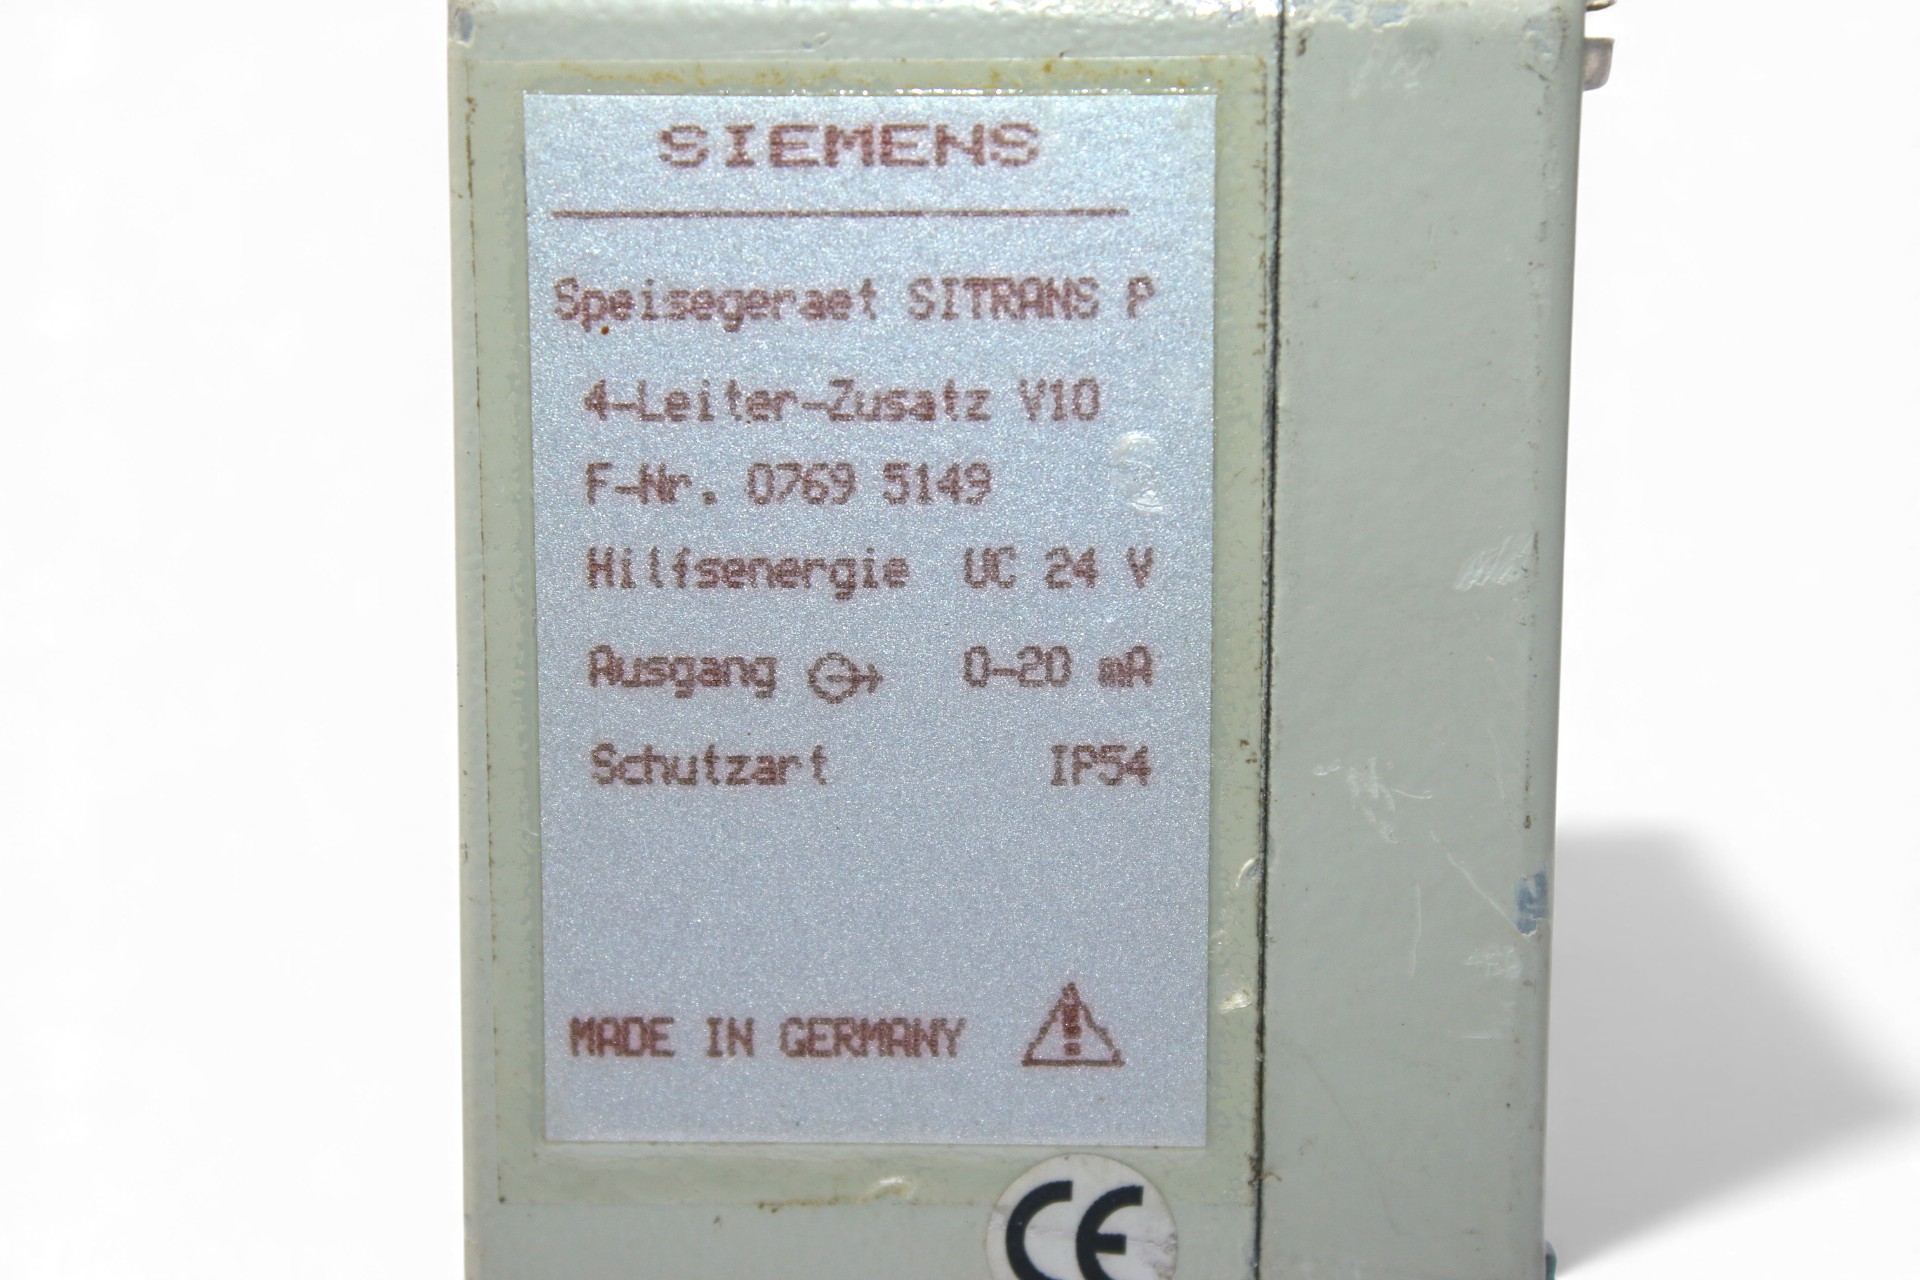 SIEMENS
Speisegeraet SITRANS P
4-Leiter-Zusatz V10
F-Nr. 0769 5149
Hilfsenergie UC 24 V
Ausgang 0-20 mA
Schutzart IP54
MADE IN GERMANY
CE